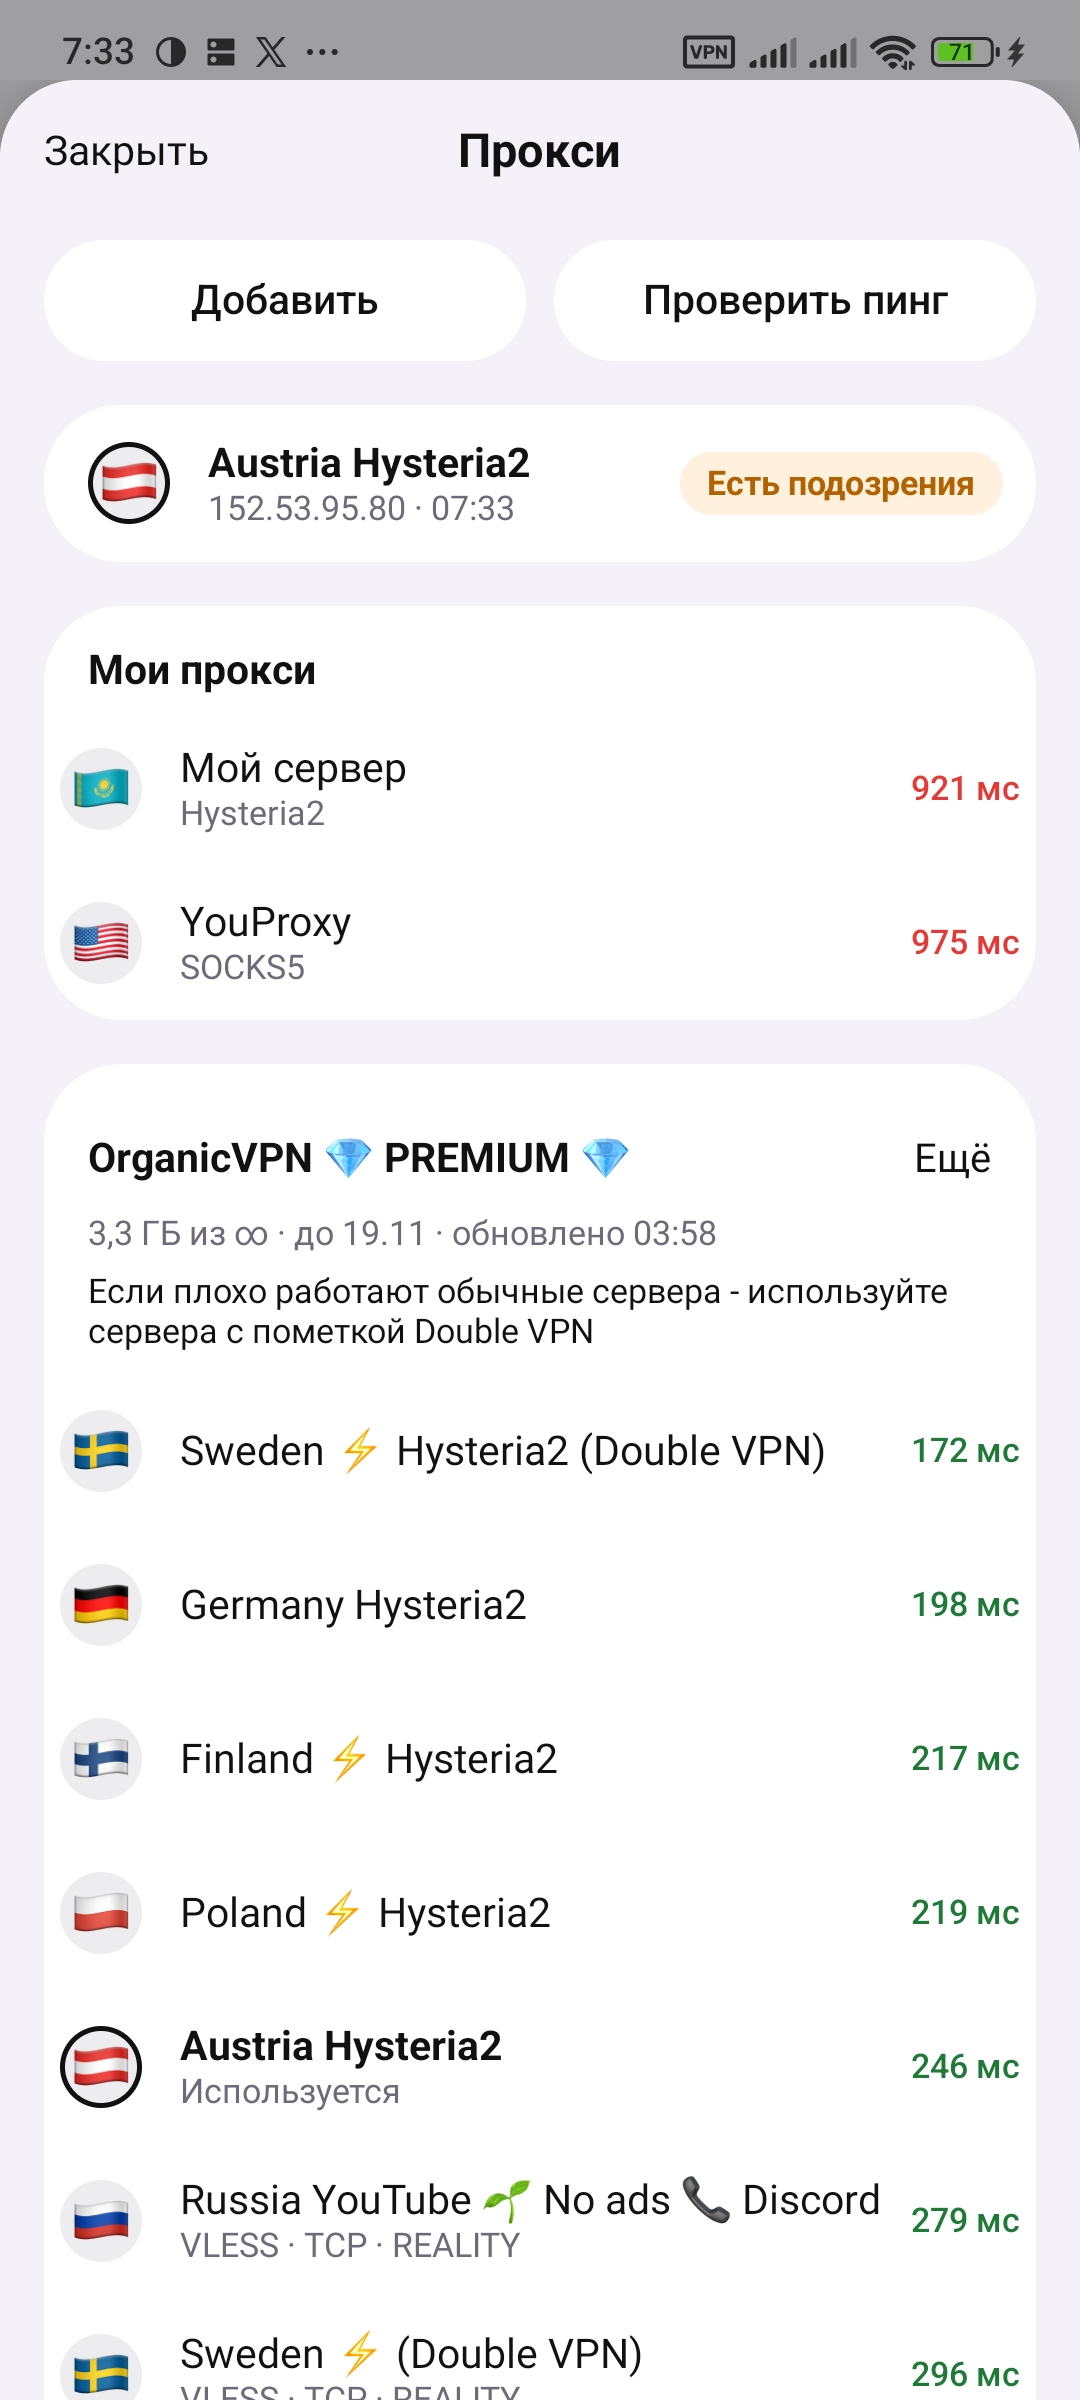 7:33
VPN
71
Закрыть
Прокси
Добавить
Проверить пинг
Austria Hysteria2
152.53.95.80 · 07:33
Есть подозрения
Мои прокси
Мой сервер
Hysteria2
921 мс
YouProxy
SOCKS5
975 мс
OrganicVPN 💎 PREMIUM 💎
Ещё
3,3 ГБ из ∞ · до 19.11 · обновлено 03:58
Если плохо работают обычные сервера - используйте
сервера с пометкой Double VPN
Sweden ⚡ Hysteria2 (Double VPN)
172 мс
Germany Hysteria2
198 мс
Finland ⚡ Hysteria2
217 мс
Poland ⚡ Hysteria2
219 мс
Austria Hysteria2
Используется
246 мс
Russia YouTube 🌱 No ads 📞 Discord
VLESS · TCP · REALITY
279 мс
Sweden ⚡ (Double VPN)
VLESS · TCP · REALITY
296 мс